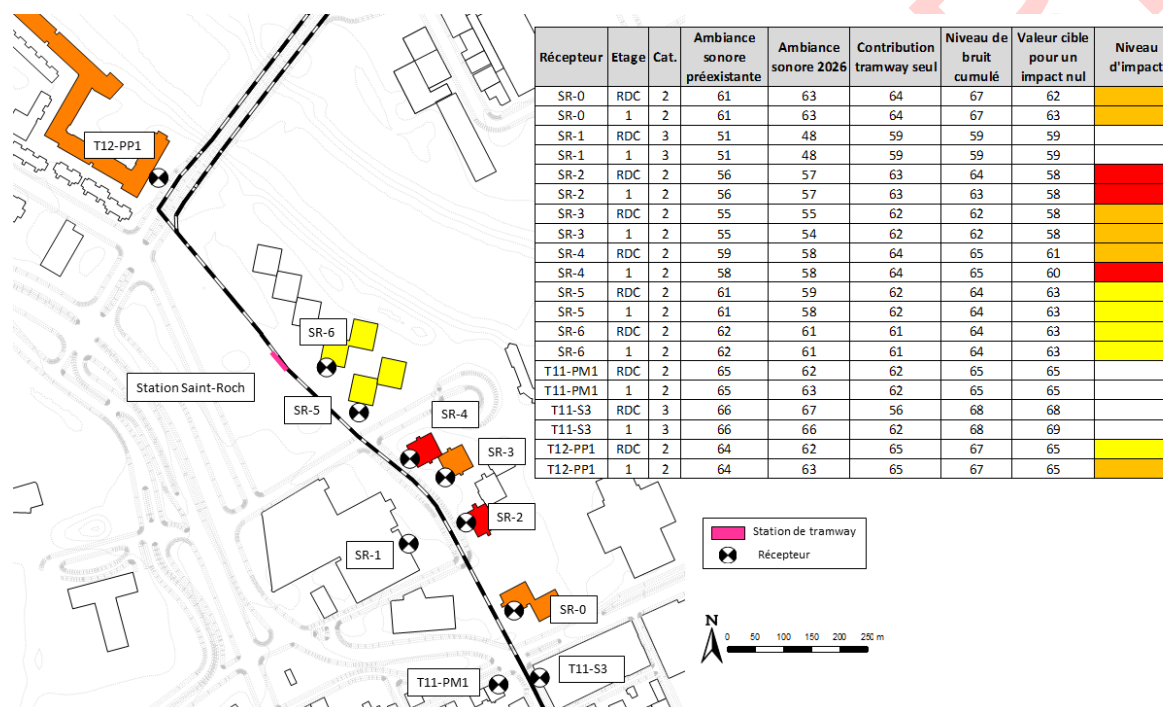 Récepteur Etage Cat. Ambiance sonore préexistante Ambiance sonore 2026 Contribution tramway seul Niveau de bruit cumulé Valeur cible pour un impact nul Niveau d'impact
SR-0 RDC 2 61 63 64 67 62
SR-0 1 2 61 63 64 67 63
SR-1 RDC 3 51 48 59 59 59
SR-1 1 3 51 48 59 59 59
SR-2 RDC 2 56 57 63 64 58
SR-2 1 2 56 57 63 63 58
SR-3 RDC 2 55 55 62 62 58
SR-3 1 2 55 54 62 62 58
SR-4 RDC 2 59 58 64 65 61
SR-4 1 2 58 58 64 65 60
SR-5 RDC 2 61 59 62 64 63
SR-5 1 2 61 58 62 64 63
SR-6 RDC 2 62 61 61 64 63
SR-6 1 2 62 61 61 64 63
T11-PM1 RDC 2 65 62 62 65 65
T11-PM1 1 2 65 63 62 65 65
T11-S3 RDC 3 66 67 56 68 68
T11-S3 1 3 66 66 62 68 69
T12-PP1 RDC 2 64 62 65 67 65
T12-PP1 1 2 64 63 65 67 65
T12-PP1
SR-6
Station Saint-Roch
SR-5
SR-4
SR-3
SR-2
SR-1
SR-0
T11-S3
T11-PM1
Station de tramway
Récepteur
N
0 50 100 150 200 250 m